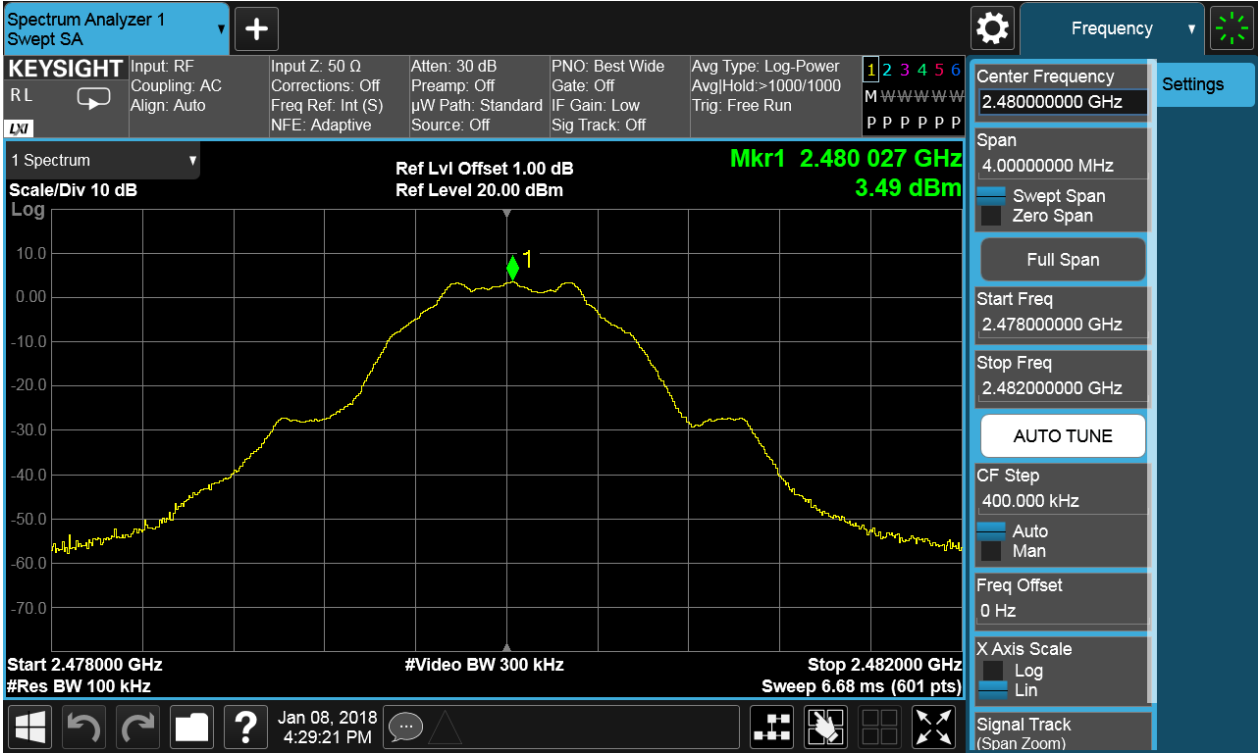 Spectrum Analyzer 1
Swept SA
+
Frequency
KEYSIGHT
R L
LXI
Input: RF
Coupling: AC
Align: Auto
Input Z: 50 Ω
Corrections: Off
Freq Ref: Int (S)
NFE: Adaptive
Atten: 30 dB
Preamp: Off
µW Path: Standard
Source: Off
PNO: Best Wide
Gate: Off
IF Gain: Low
Sig Track: Off
Avg Type: Log-Power
Avg|Hold:>1000/1000
Trig: Free Run
1 2 3 4 5 6
M W W W W W
P P P P P P
1 Spectrum
Scale/Div 10 dB
Log
Ref Lvl Offset 1.00 dB
Ref Level 20.00 dBm
Mkr1 2.480 027 GHz
3.49 dBm
1
10.0
0.00
-10.0
-20.0
-30.0
-40.0
-50.0
-60.0
-70.0
Start 2.478000 GHz
#Res BW 100 kHz
#Video BW 300 kHz
Stop 2.482000 GHz
Sweep 6.68 ms (601 pts)
Center Frequency
2.480000000 GHz
Span
4.00000000 MHz
Swept Span
Zero Span
Full Span
Start Freq
2.478000000 GHz
Stop Freq
2.482000000 GHz
AUTO TUNE
CF Step
400.000 kHz
Auto
Man
Freq Offset
0 Hz
X Axis Scale
Log
Lin
Signal Track
(Span Zoom)
Settings
?
Jan 08, 2018
4:29:21 PM